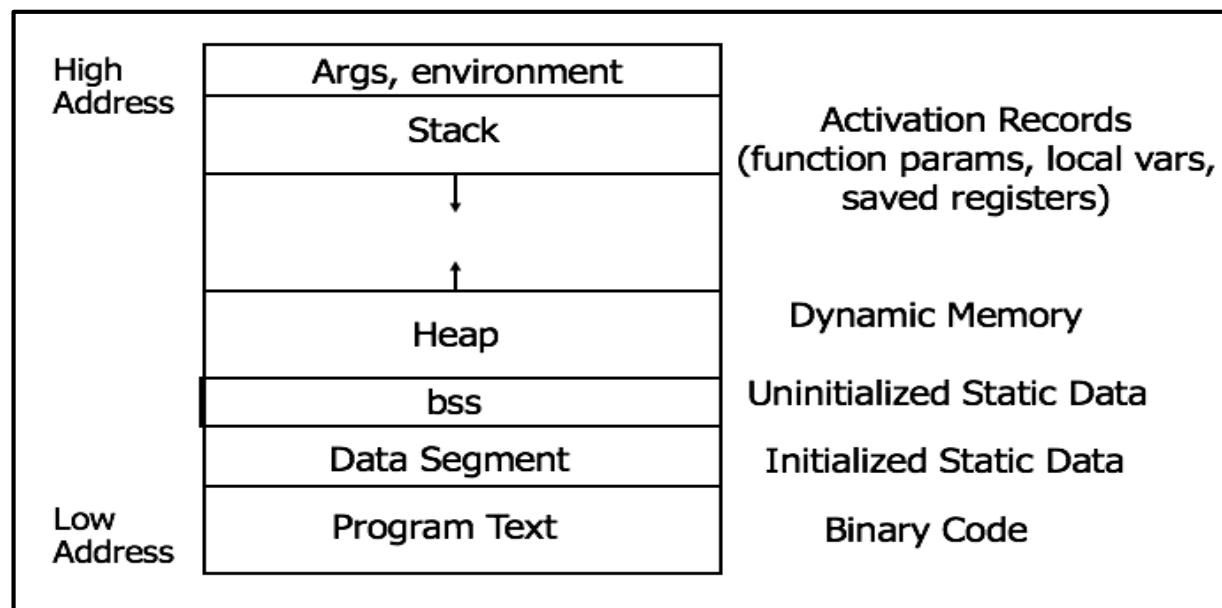 High
Address
Args, environment
Stack
Activation Records
(function params, local vars,
saved registers)
Heap
Dynamic Memory
bss
Uninitialized Static Data
Data Segment
Initialized Static Data
Low
Address
Program Text
Binary Code